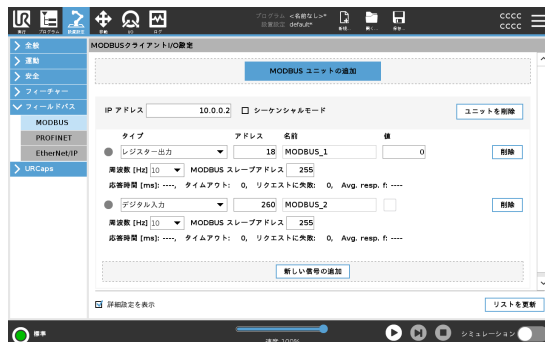 UR
実行
プログラム
設置設定
移動
I/O
ログ
プログラム <名前なし>*
設置設定 default*
新規...
開く...
保存...
CCCC
CCCC
全般
運動
安全
フィーチャー
フィールドバス
MODBUS
PROFINET
EtherNet/IP
URCaps
MODBUSクライアントI/O設定
MODBUS ユニットの追加
IP アドレス 10.0.0.2 シーケンシャルモード ユニットを削除
タイプ アドレス 名前 値
レジスター出力 18 MODBUS_1 0 削除
周波数 [Hz] 10 MODBUS スレーブアドレス 255
応答時間 [ms]: ----, タイムアウト: 0, リクエストに失敗: 0, Avg. resp. f: ----
デジタル入力 260 MODBUS_2 削除
周波数 [Hz] 10 MODBUS スレーブアドレス 255
応答時間 [ms]: ----, タイムアウト: 0, リクエストに失敗: 0, Avg. resp. f: ----
新しい信号の追加
詳細設定を表示 リストを更新
標準
速度 100%
シミュレーション